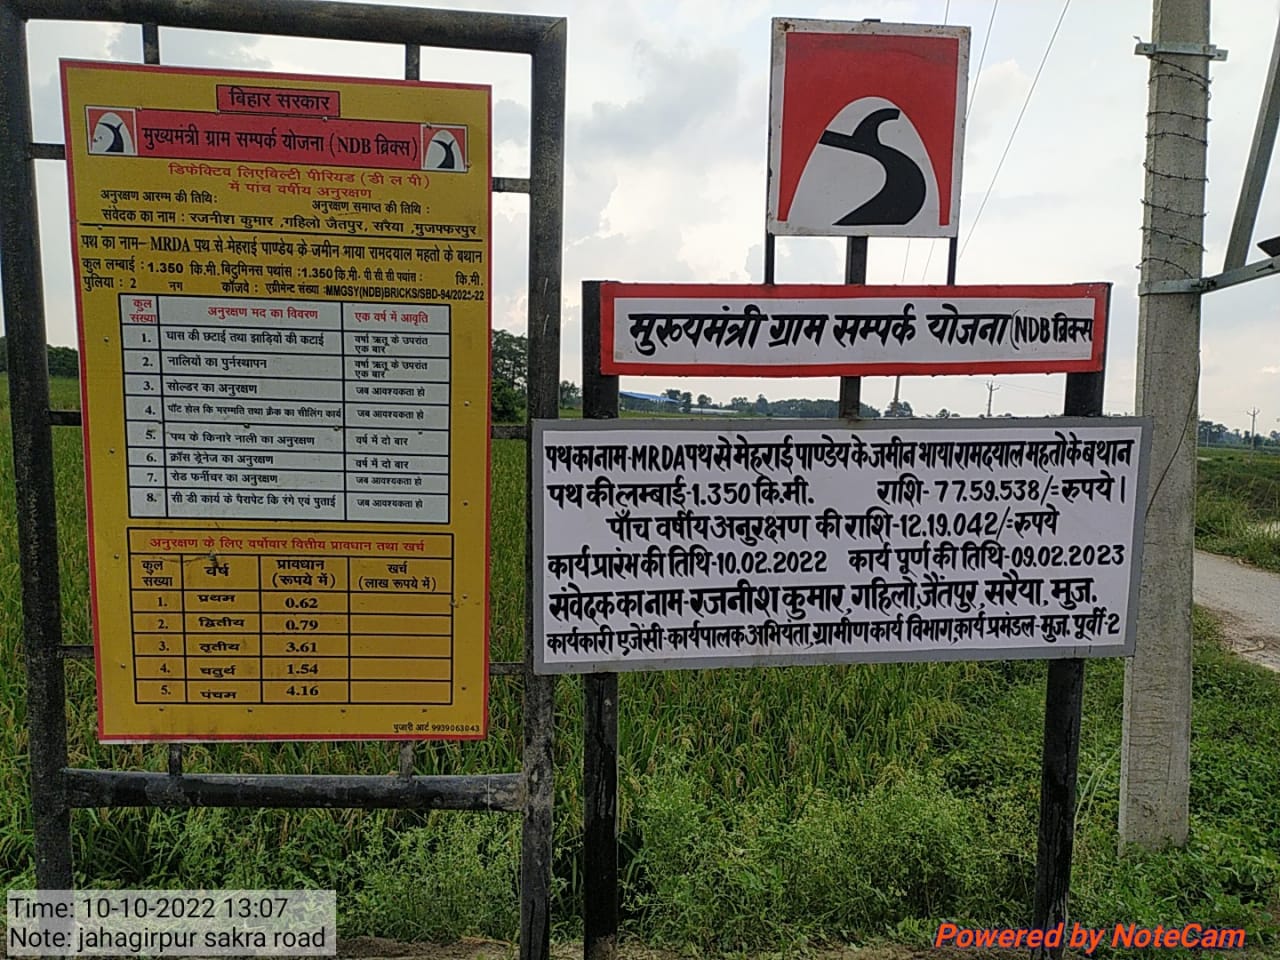 बिहार सरकार
मुख्यमंत्री ग्राम सम्पर्क योजना (NDB ब्रिक्स)
डिफेक्टिव लिएबिल्टी पीरियड (डी ल पी)
में पांच वर्षीय अनुरक्षण
अनुरक्षण आरम्भ की तिथि: अनुरक्षण समाप्त की तिथि :
संवेदक का नाम : रजनीश कुमार ,गहिलो जैतपुर, सरैया ,मुजफ्फरपुर
पथ का नाम– MRDA पथ से मेहराई पाण्डेय के जमीन भाया रामदयाल महतो के बथान
कुल लम्बाई : 1.350 कि.मी. बिटुमिनस पथांस : 1.350 कि.मी- पी सी सी पथांस : कि.मी.
पुलिया : 2 नग कॉजवे : एग्रीमेन्ट संख्या :MMGSY(NDB)BRICKS/SBD-94/2021-22
कुल संख्या अनुरक्षण मद का विवरण एक वर्ष में आवृति
1. घास की छटाई तथा झाड़ियों की कटाई वर्षा ऋतू के उपरांत एक बार
2. नालियों का पुर्नस्थापन वर्षा ऋतू के उपरांत एक बार
3. सोल्डर का अनुरक्षण जब आवश्यकता हो
4. पॉट होल कि मरम्मति तथा क्रैक का सीलिंग कार्य जब आवश्यकता हो
5. पथ के किनारे नाली का अनुरक्षण वर्ष में दो बार
6. क्रॉस ड्रेनेज का अनुरक्षण वर्ष में दो बार
7. रोड फर्नीचर का अनुरक्षण जब आवश्यकता हो
8. सी डी कार्य के पैरापेट कि रंगे एवं पुताई जब आवश्यकता हो
अनुरक्षण के लिए वर्षावार वित्तीय प्रावधान तथा खर्च
कुल संख्या वर्ष प्रावधान (रूपये में) खर्च (लाख रूपये में)
1. प्रथम 0.62
2. द्वितीय 0.79
3. तृतीय 3.61
4. चतुर्थ 1.54
5. पंचम 4.16
पुजारी आर्ट 9939063043
मुख्यमंत्री ग्राम सम्पर्क योजना (NDB ब्रिक्स
पथ का नाम-MRDA पथ से मेहराई पाण्डेय के जमीन भाया रामदयाल महतो के बथान
पथ की लम्बाई-1.350 कि.मी. राशि- 77.59.538/=रुपये।
पाँच वर्षीय अनुरक्षण की राशि-12.19.042/=रुपये
कार्य प्रारंभ की तिथि-10.02.2022 कार्य पूर्ण की तिथि-09.02.2023
संवेदक का नाम-रजनीश कुमार, गहिलो, जैंतपुर, सरैया, मुज.
कार्यकारी एजेंसी-कार्यपालक अभियंता, ग्रामीण कार्य विभाग, कार्य प्रमंडल-मुज. पूर्वी-2
Time: 10-10-2022 13:07
Note: jahagirpur sakra road
Powered by NoteCam